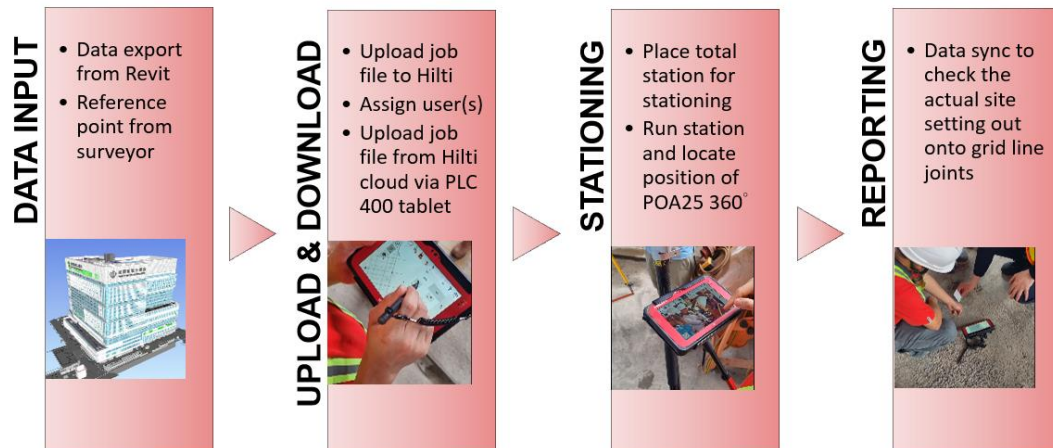 DATA INPUT
• Data export
from Revit
• Reference
point from
surveyor
UPLOAD & DOWNLOAD
• Upload job
file to Hilti
• Assign user(s)
• Upload job
file from Hilti
cloud via PLC
400 tablet
STATIONING
• Place total
station for
stationing
• Run station
and locate
position of
POA25 360°
REPORTING
• Data sync to
check the
actual site
setting out
onto grid line
joints